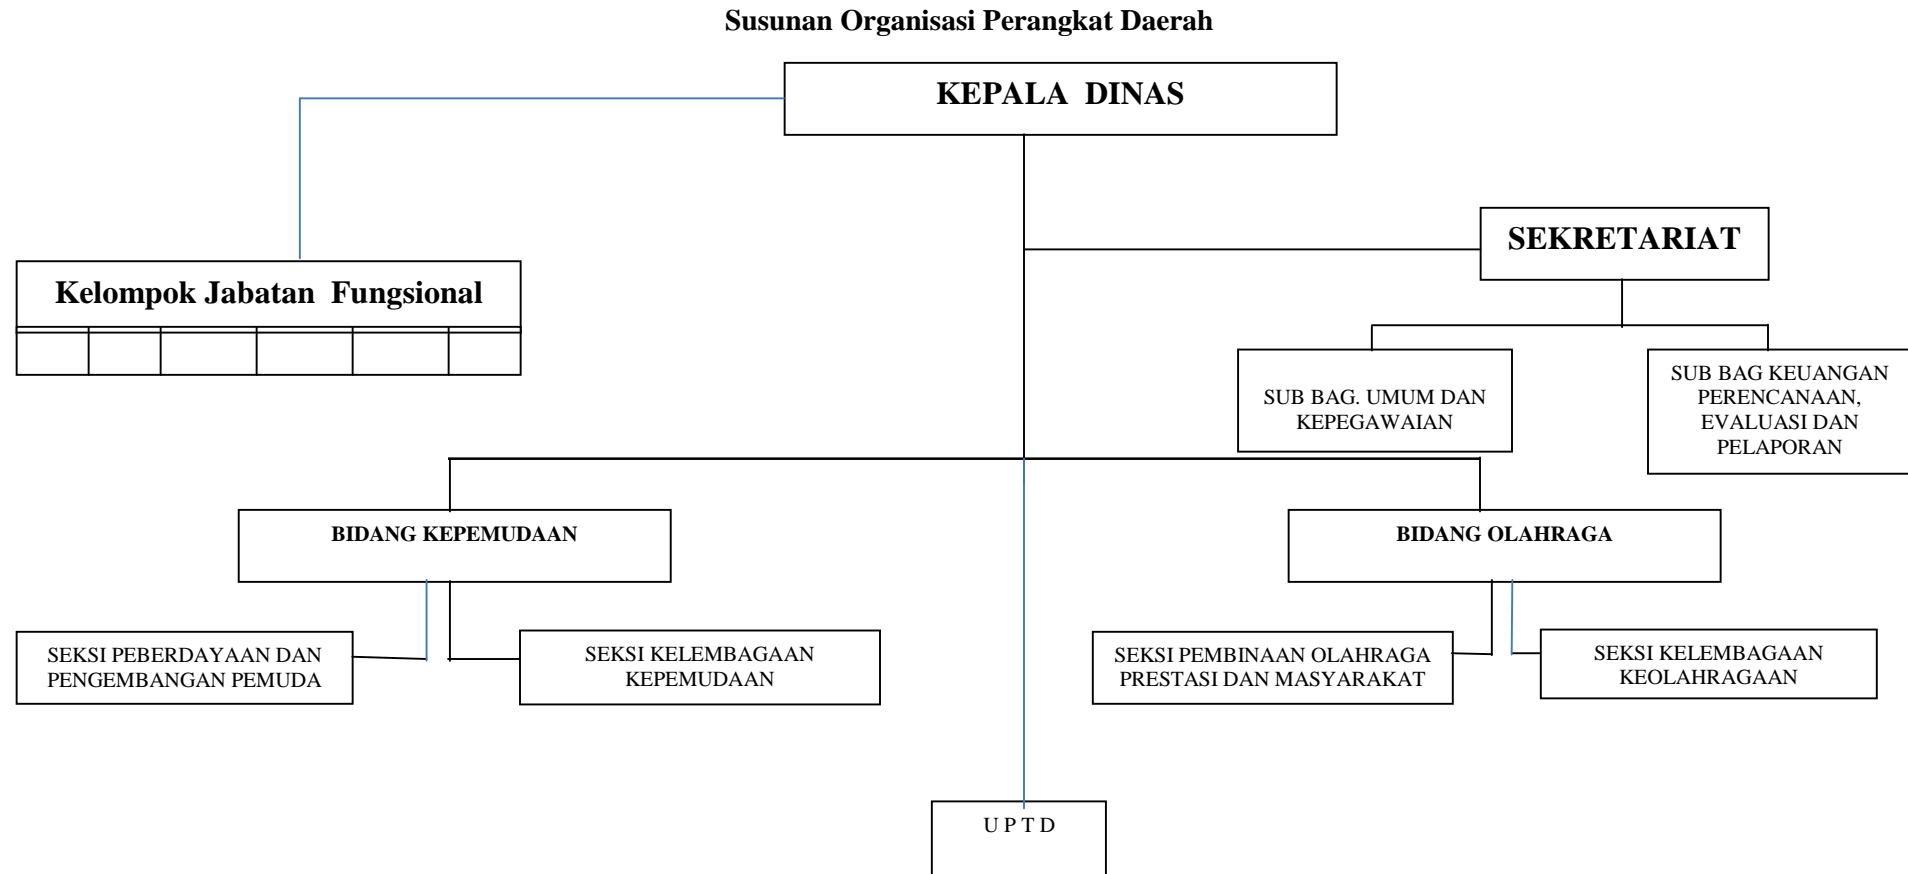 Susunan Organisasi Perangkat Daerah
KEPALA DINAS
SEKRETARIAT
Kelompok Jabatan Fungsional
SUB BAG. UMUM DAN
KEPEGAWAIAN
SUB BAG KEUANGAN
PERENCANAAN,
EVALUASI DAN
PELAPORAN
BIDANG KEPEMUDAAN
BIDANG OLAHRAGA
SEKSI PEBERDAYAAN DAN
PENGEMBANGAN PEMUDA
SEKSI KELEMBAGAAN
KEPEMUDAAN
SEKSI PEMBINAAN OLAHRAGA
PRESTASI DAN MASYARAKAT
SEKSI KELEMBAGAAN
KEOLAHRAGAAN
U P T D